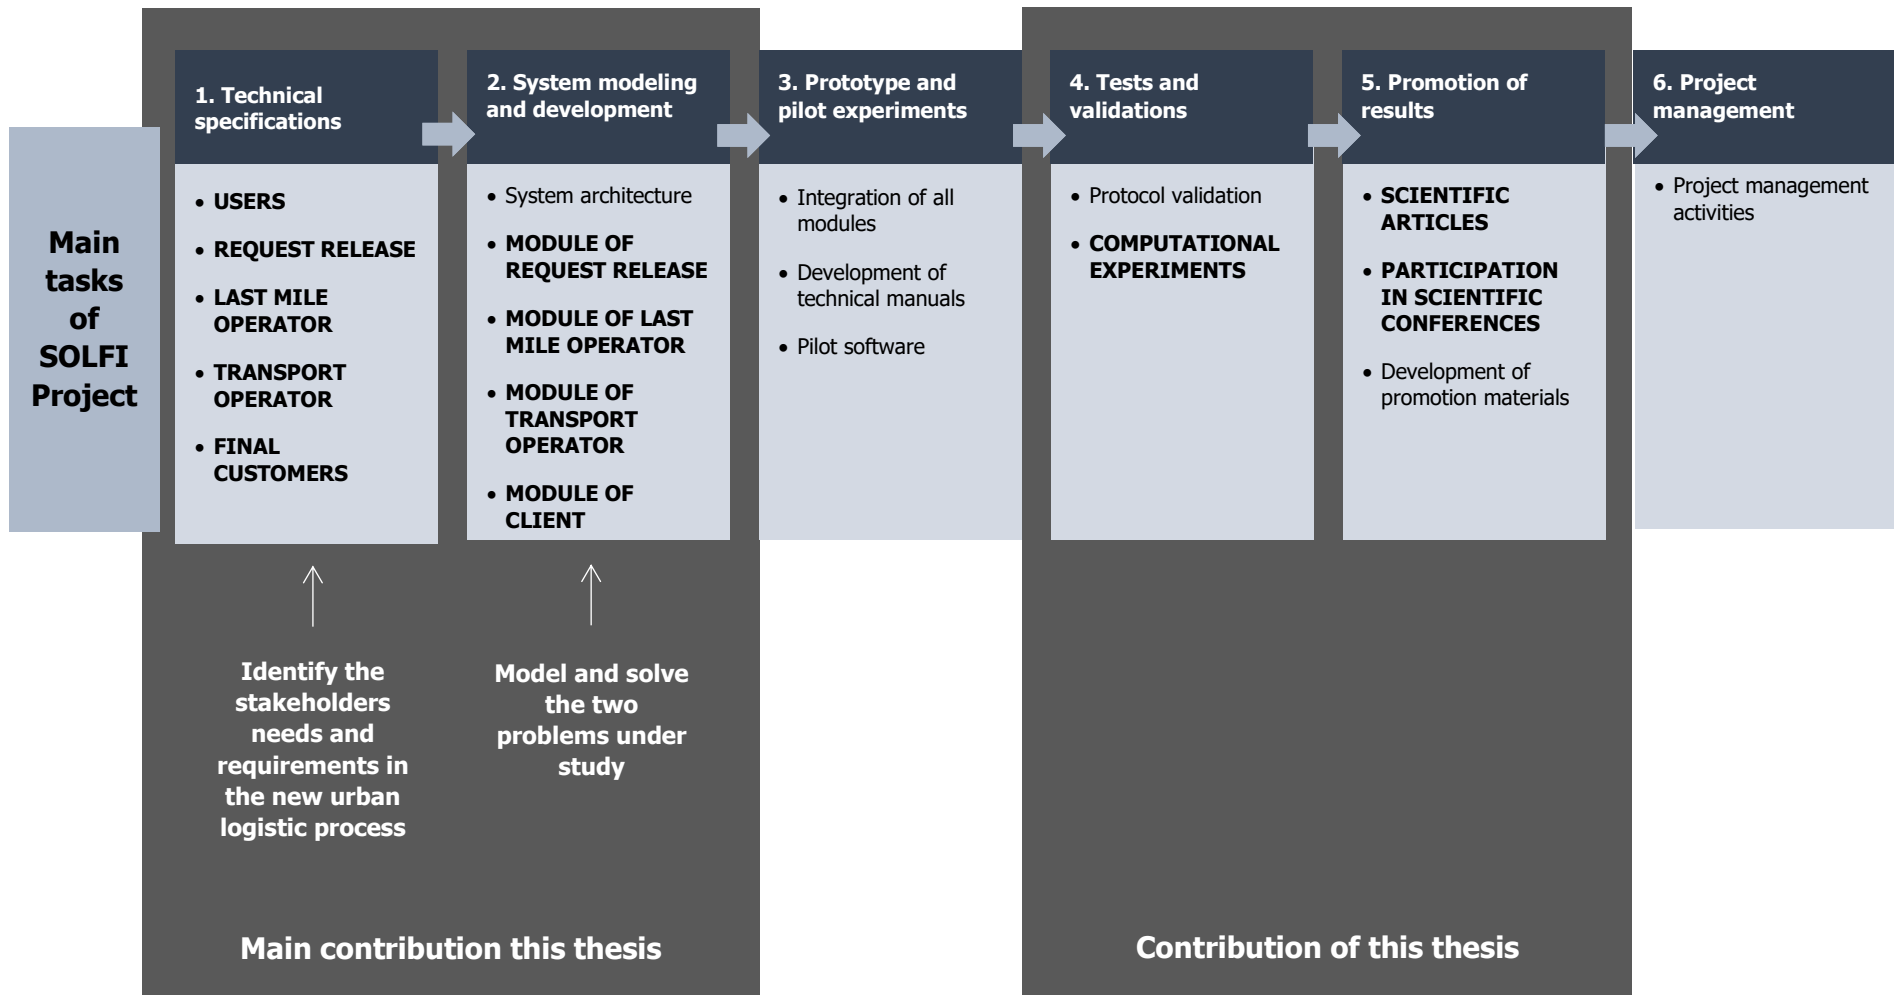 Main
tasks
of
SOLFI
Project
1. Technical
specifications
• USERS
• REQUEST RELEASE
• LAST MILE
OPERATOR
• TRANSPORT
OPERATOR
• FINAL
CUSTOMERS
2. System modeling
and development
• System architecture
• MODULE OF
REQUEST RELEASE
• MODULE OF LAST
MILE OPERATOR
• MODULE OF
TRANSPORT
OPERATOR
• MODULE OF
CLIENT
3. Prototype and
pilot experiments
• Integration of all
modules
• Development of
technical manuals
• Pilot software
4. Tests and
validations
• Protocol validation
• COMPUTATIONAL
EXPERIMENTS
5. Promotion of
results
• SCIENTIFIC
ARTICLES
• PARTICIPATION
IN SCIENTIFIC
CONFERENCES
• Development of
promotion materials
6. Project
management
• Project management
activities
Identify the
stakeholders
needs and
requirements in
the new urban
logistic process
Model and solve
the two
problems under
study
Main contribution this thesis
Contribution of this thesis